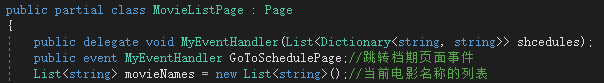 public partial class MovieListPage : Page
{
public delegate void MyEventHandler(List<Dictionary<string, string>> shcedules);
public event MyEventHandler GoToSchedulePage;//跳转档期页面事件
List<string> movieNames = new List<string>();//当前电影名称的列表